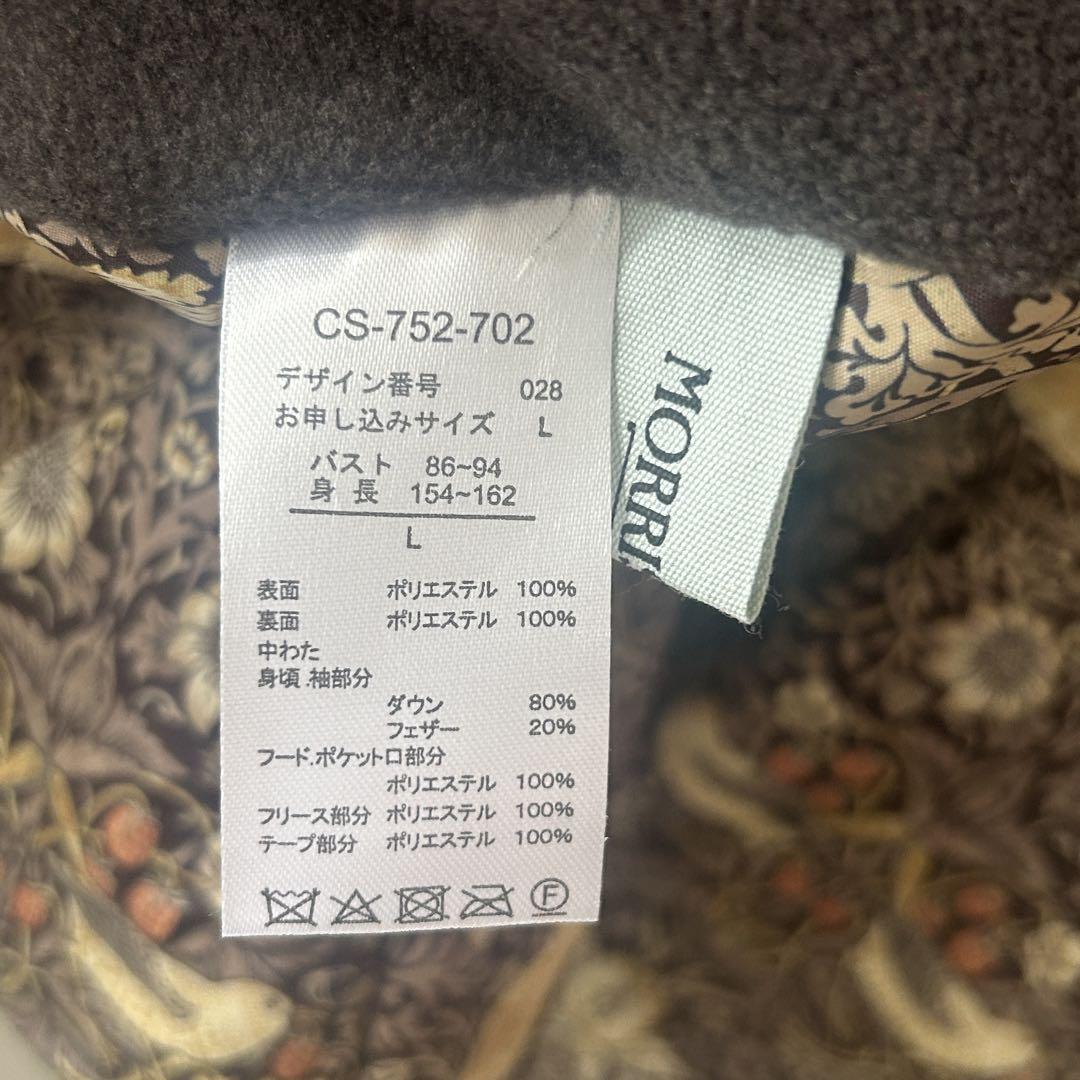 CS-752-702
デザイン番号 028
お申し込みサイズ L
バスト 86~94
身長 154~162
L
表面 ポリエステル 100%
裏面 ポリエステル 100%
中わた
身頃.袖部分
ダウン 80%
フェザー 20%
フード.ポケット口部分
ポリエステル 100%
フリース部分 ポリエステル 100%
テープ部分 ポリエステル 100%
F
MORRI